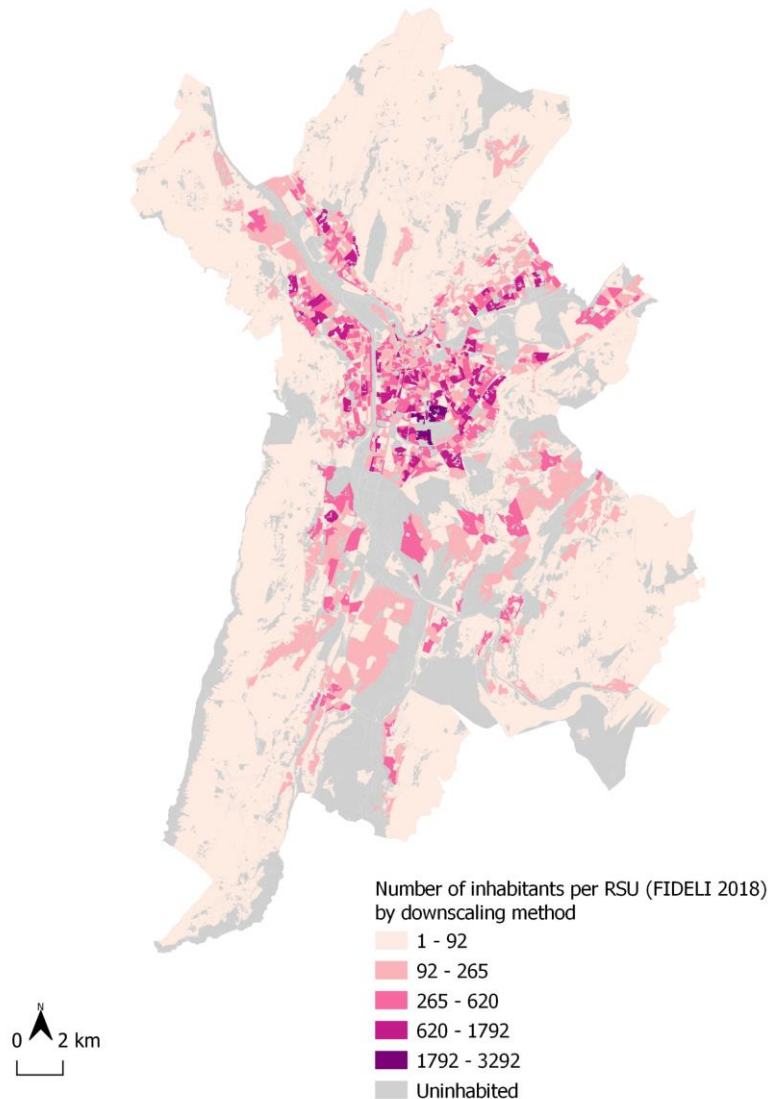 Number of inhabitants per RSU (FIDELI 2018)
by downscaling method
1 - 92
92 - 265
265 - 620
620 - 1792
1792 - 3292
Uninhabited
N
0 2 km